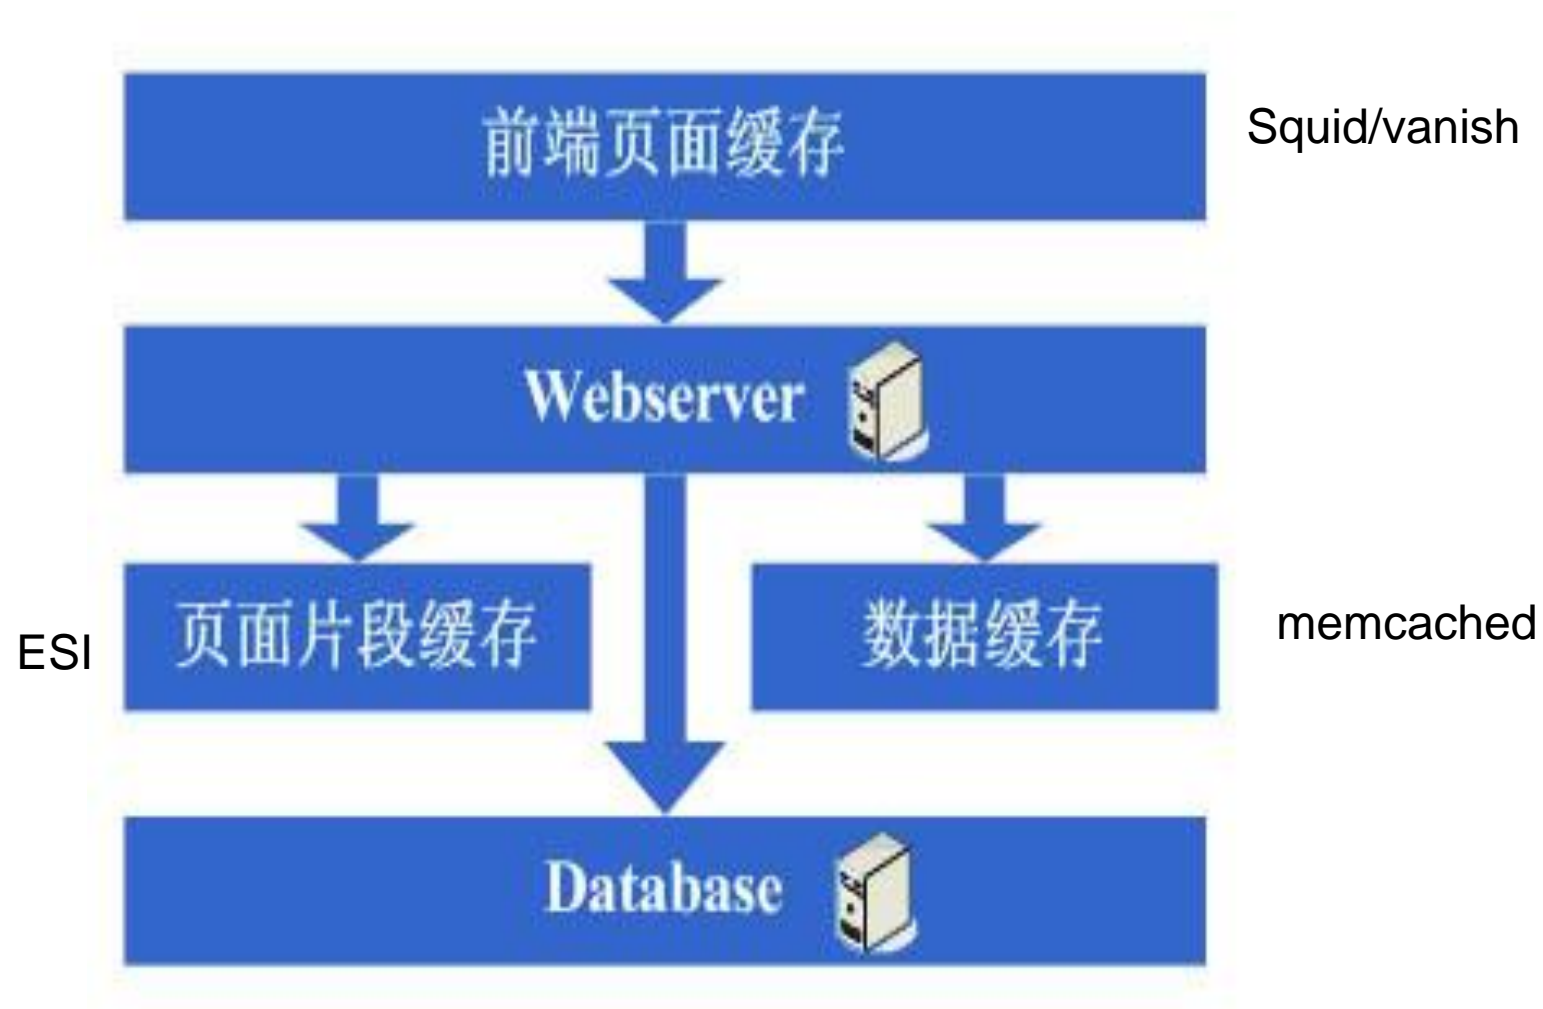 前端页面缓存
Squid/vanish
Webserver
页面片段缓存
数据缓存
memcached
ESI
Database